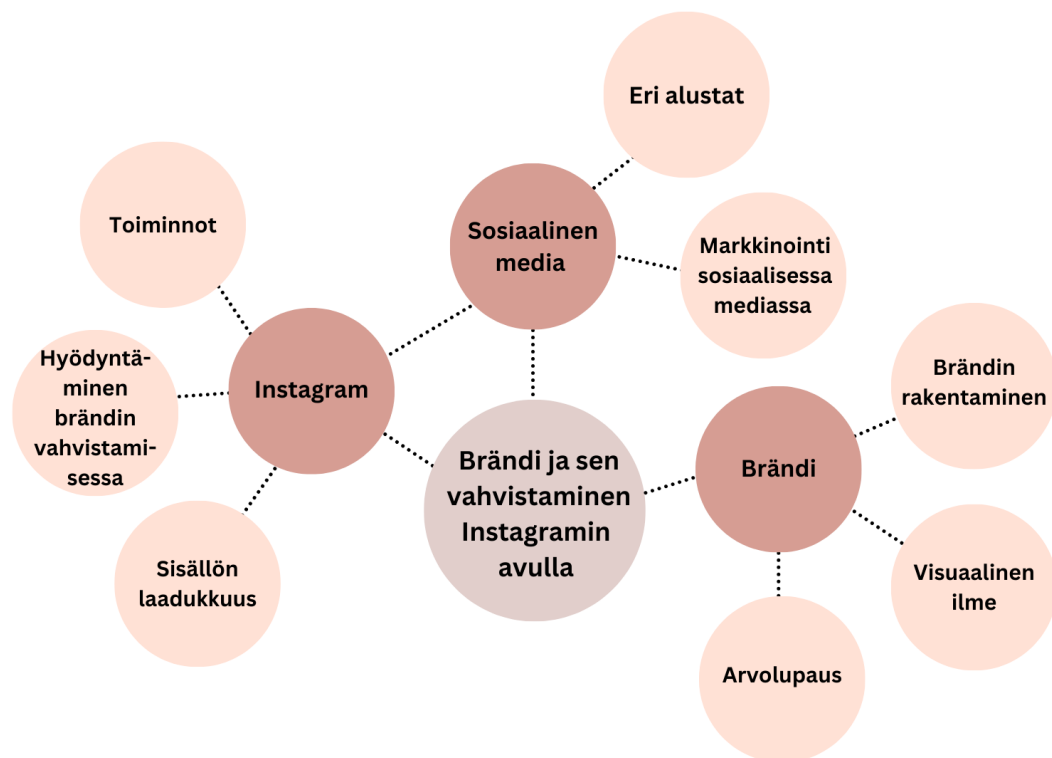 Eri alustat
Toiminnot
Sosiaalinen
media
Markkinointi
sosiaalisessa
mediassa
Hyödyntä-
minen
brändin
vahvistami-
sessa
Instagram
Brändin
rakentaminen
Brändi ja sen
vahvistaminen
Instagramin
avulla
Brändi
Sisällön
laadukkuus
Visuaalinen
ilme
Arvolupaus